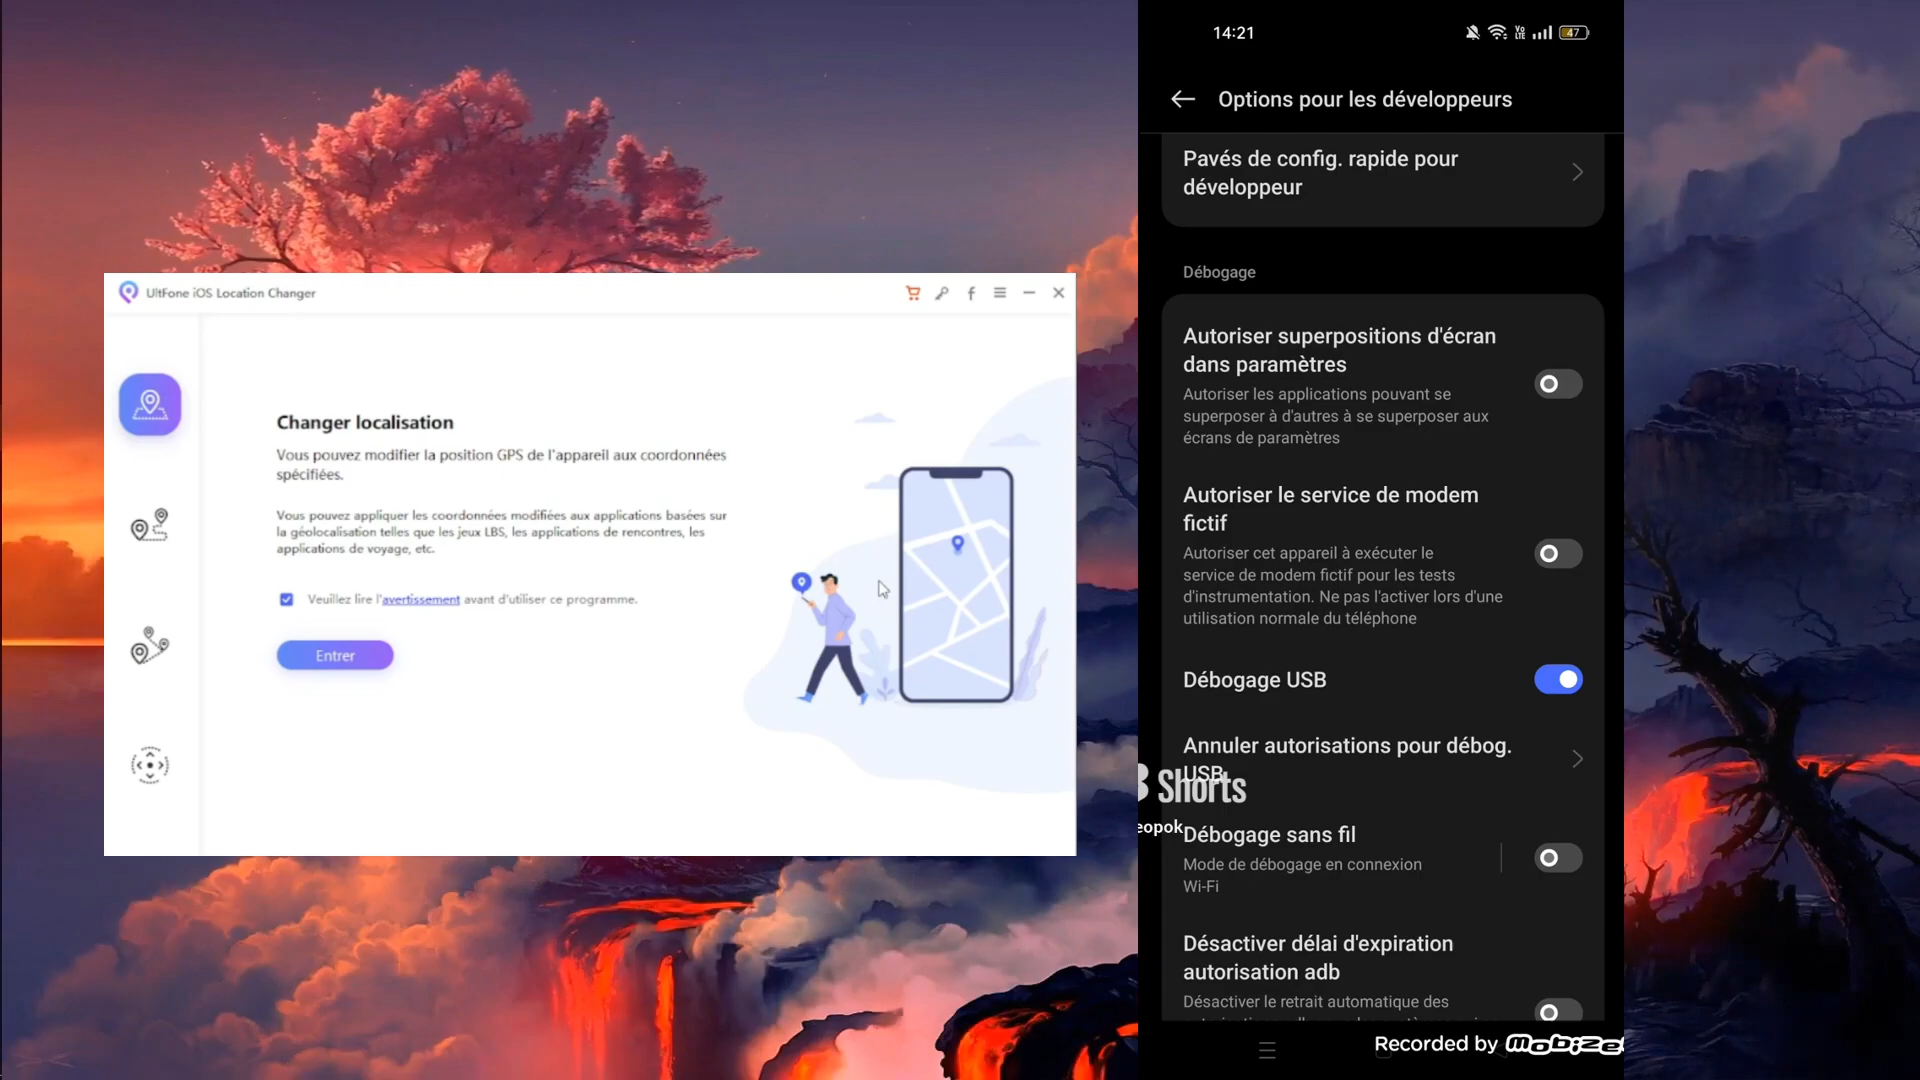 UltFone iOS Location Changer
Changer localisation
Vous pouvez modifier la position GPS de l'appareil aux coordonnées
spécifiées.
Vous pouvez appliquer les coordonnées modifiées aux applications basées sur
la géolocalisation telles que les jeux LBS, les applications de rencontres, les
applications de voyage, etc.
Veuillez lire l'avertissement avant d'utiliser ce programme.
Entrer
14:21
Vo
LTE
47
Options pour les développeurs
Pavés de config. rapide pour
développeur
Débogage
Autoriser superpositions d'écran
dans paramètres
Autoriser les applications pouvant se
superposer à d'autres à se superposer aux
écrans de paramètres
Autoriser le service de modem
fictif
Autoriser cet appareil à exécuter le
service de modem fictif pour les tests
d'instrumentation. Ne pas l'activer lors d'une
utilisation normale du téléphone
Débogage USB
Annuler autorisations pour débog.
USB
Shorts
eopok
Débogage sans fil
Mode de débogage en connexion
Wi-Fi
Désactiver délai d'expiration
autorisation adb
Désactiver le retrait automatique des
Recorded by mobize